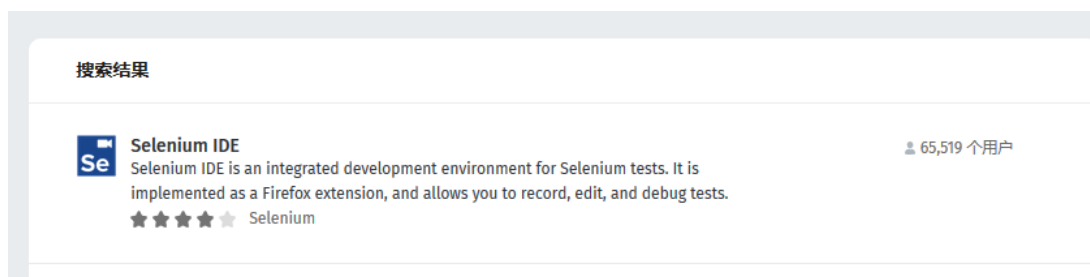 搜索结果
Se
Selenium IDE
65,519 个用户
Selenium IDE is an integrated development environment for Selenium tests. It is
implemented as a Firefox extension, and allows you to record, edit, and debug tests.
Selenium